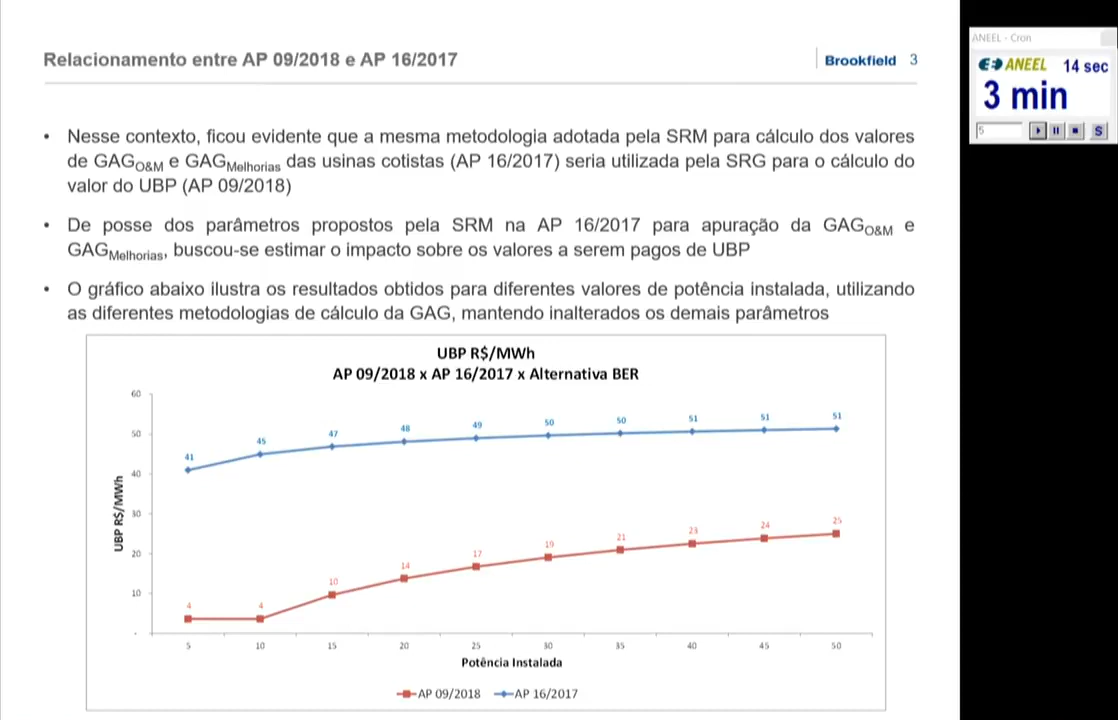 Relacionamento entre AP 09/2018 e AP 16/2017
Brookfield 3
• Nesse contexto, ficou evidente que a mesma metodologia adotada pela SRM para cálculo dos valores
de GAGO&M e GAGMelhorias das usinas cotistas (AP 16/2017) seria utilizada pela SRG para o cálculo do
valor do UBP (AP 09/2018)
• De posse dos parâmetros propostos pela SRM na AP 16/2017 para apuração da GAGO&M e
GAGMelhorias, buscou-se estimar o impacto sobre os valores a serem pagos de UBP
• O gráfico abaixo ilustra os resultados obtidos para diferentes valores de potência instalada, utilizando
as diferentes metodologias de cálculo da GAG, mantendo inalterados os demais parâmetros
UBP R$/MWh
AP 09/2018 x AP 16/2017 x Alternativa BER
UBP R$/MWh
60
50
40
30
20
10
-
41 45 47 48 49 50 50 51 51 51
4 4 10 14 17 19 21 23 24 25
5 10 15 20 25 30 35 40 45 50
Potência Instalada
AP 09/2018 AP 16/2017
ANEEL - Cron
ANEEL 14 sec
3 min
5 S